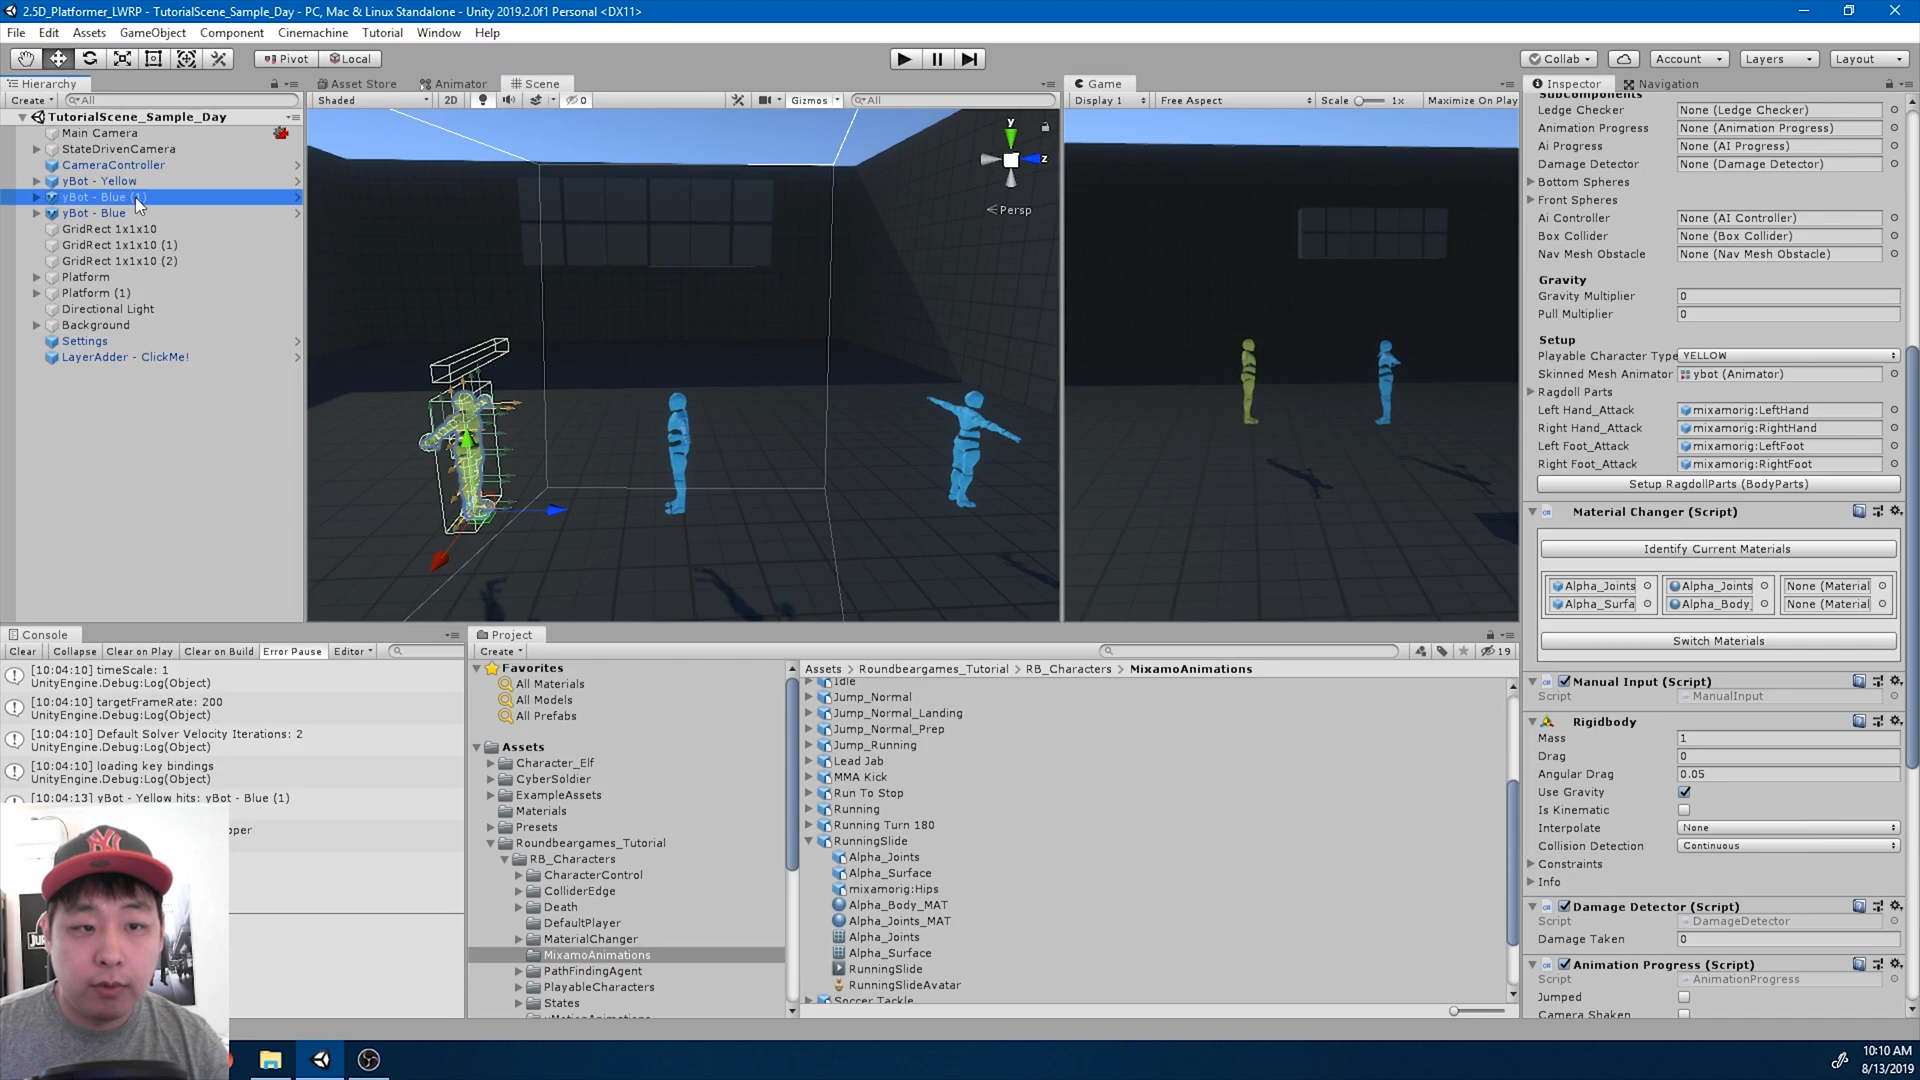 2.5D_Platformer_LWRP - TutorialScene_Sample_Day - PC, Mac & Linux Standalone - Unity 2019.2.0f1 Personal <DX11>
File Edit Assets GameObject Component Cinemachine Tutorial Window Help
Pivot Local
Collab Account Layers Layout
Hierarchy
Create All
TutorialScene_Sample_Day
Main Camera
StateDrivenCamera
CameraController
yBot - Yellow
yBot - Blue (1)
yBot - Blue
GridRect 1x1x10
GridRect 1x1x10 (1)
GridRect 1x1x10 (2)
Platform
Platform (1)
Directional Light
Background
Settings
LayerAdder - ClickMe!
Asset Store Animator Scene
Shaded 2D 0 Gizmos All
y
z
Persp
Game
Display 1 Free Aspect Scale 1x Maximize On Play
Inspector Navigation
SubComponents
Ledge Checker None (Ledge Checker)
Animation Progress None (Animation Progress)
Ai Progress None (AI Progress)
Damage Detector None (Damage Detector)
Bottom Spheres
Front Spheres
Ai Controller None (AI Controller)
Box Collider None (Box Collider)
Nav Mesh Obstacle None (Nav Mesh Obstacle)
Gravity
Gravity Multiplier 0
Pull Multiplier 0
Setup
Playable Character Type YELLOW
Skinned Mesh Animator ybot (Animator)
Ragdoll Parts
Left Hand_Attack mixamorig:LeftHand
Right Hand_Attack mixamorig:RightHand
Left Foot_Attack mixamorig:LeftFoot
Right Foot_Attack mixamorig:RightFoot
Setup RagdollParts (BodyParts)
Material Changer (Script)
Identify Current Materials
Alpha_Joints Alpha_Joints None (Material
Alpha_Surfa Alpha_Body_ None (Material
Switch Materials
Manual Input (Script)
Script ManualInput
Rigidbody
Mass 1
Drag 0
Angular Drag 0.05
Use Gravity
Is Kinematic
Interpolate None
Collision Detection Continuous
Constraints
Info
Damage Detector (Script)
Script DamageDetector
Damage Taken 0
Animation Progress (Script)
Script AnimationProgress
Jumped
Camera Shaken
Console
Clear Collapse Clear on Play Clear on Build Error Pause Editor
[10:04:10] timeScale: 1
UnityEngine.Debug:Log(Object)
[10:04:10] targetFrameRate: 200
UnityEngine.Debug:Log(Object)
[10:04:10] Default Solver Velocity Iterations: 2
UnityEngine.Debug:Log(Object)
[10:04:10] loading key bindings
UnityEngine.Debug:Log(Object)
[10:04:13] yBot - Yellow hits: yBot - Blue (1)
pper
Project
Create 19
Favorites
All Materials
All Models
All Prefabs
Assets
Character_Elf
CyberSoldier
ExampleAssets
Materials
Presets
Roundbeargames_Tutorial
RB_Characters
CharacterControl
ColliderEdge
Death
DefaultPlayer
MaterialChanger
MixamoAnimations
PathFindingAgent
PlayableCharacters
States
Assets Roundbeargames_Tutorial RB_Characters MixamoAnimations
Idle
Jump_Normal
Jump_Normal_Landing
Jump_Normal_Prep
Jump_Running
Lead Jab
MMA Kick
Run To Stop
Running
Running Turn 180
RunningSlide
Alpha_Joints
Alpha_Surface
mixamorig:Hips
Alpha_Body_MAT
Alpha_Joints_MAT
Alpha_Joints
Alpha_Surface
RunningSlide
RunningSlideAvatar
Soccer Tackle
10:10 AM
8/13/2019